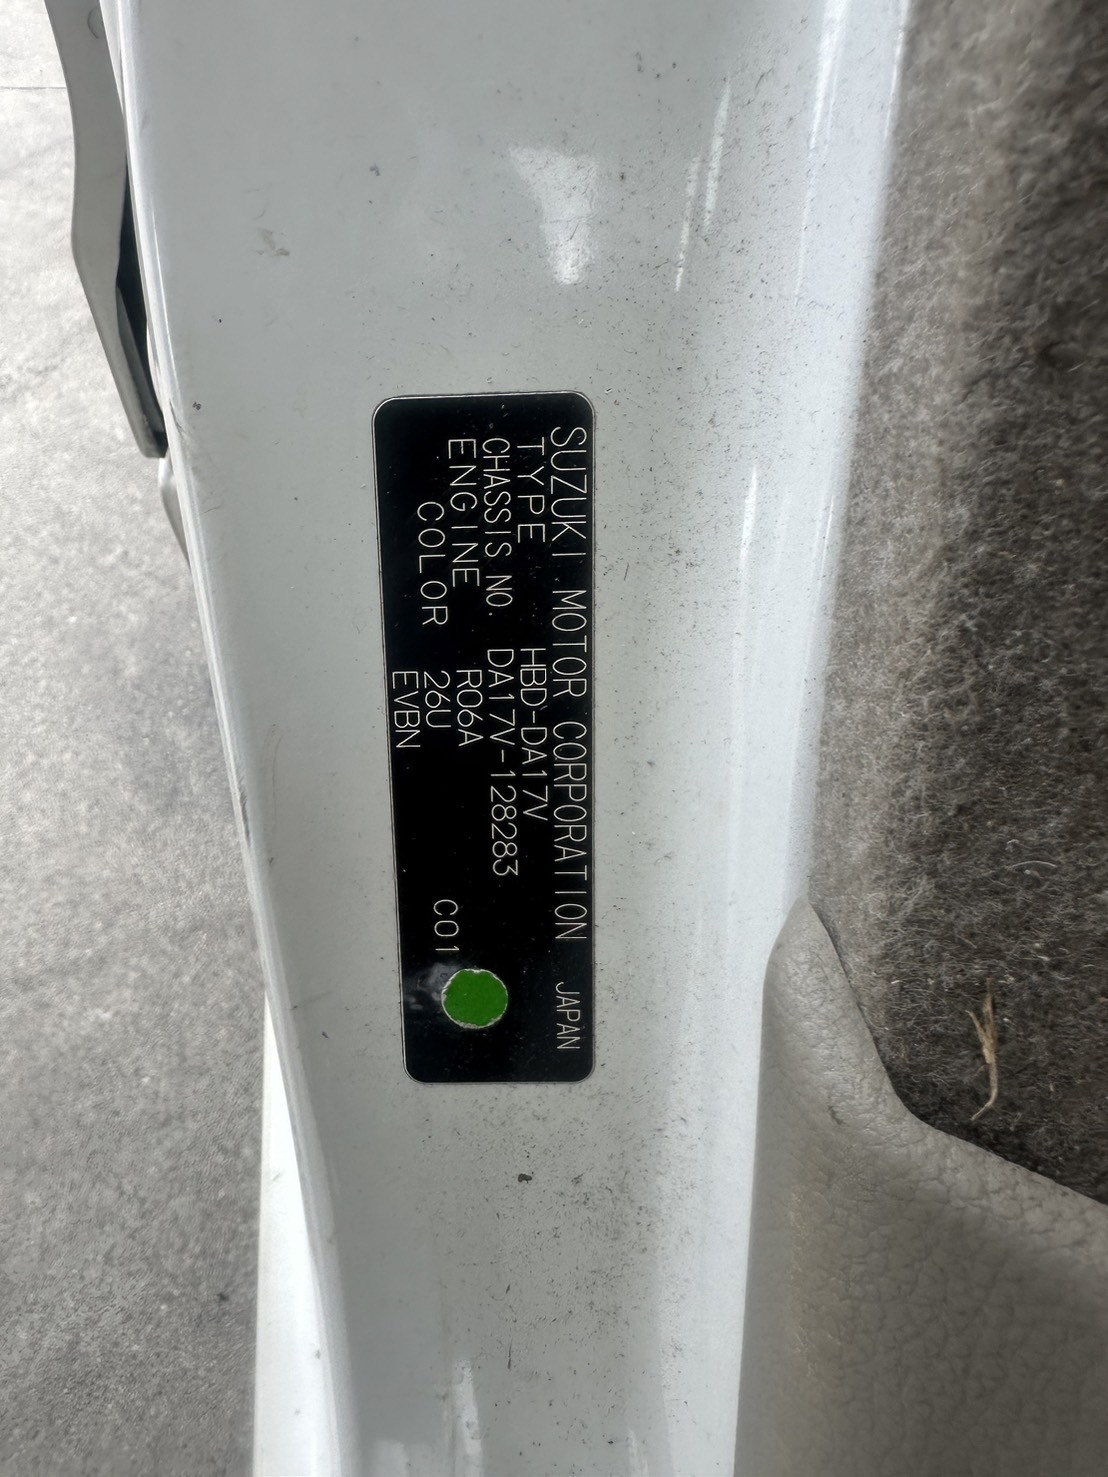 SUZUKI MOTOR CORPORATION JAPAN
TYPE HBD-DA17V
CHASSIS NO. DA17V-128283
ENGINE R06A
COLOR 26U C01
EVBN